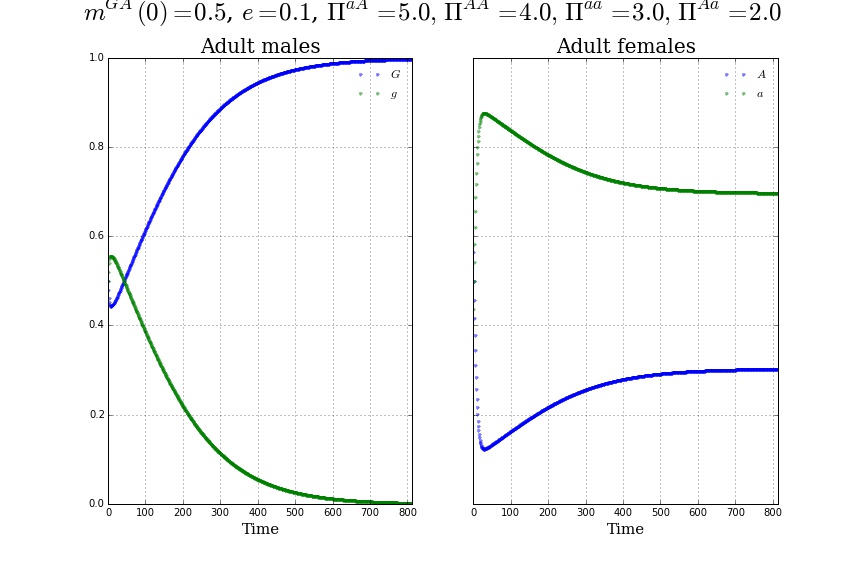 m^{GA}(0)=0.5, e=0.1, Π^{aA}=5.0, Π^{AA}=4.0, Π^{aa}=3.0, Π^{Aa}=2.0
Adult males
1.0
0.8
0.6
0.4
0.2
0.0
G
g
0 100 200 300 400 500 600 700 800
Time
Adult females
A
a
0 100 200 300 400 500 600 700 800
Time